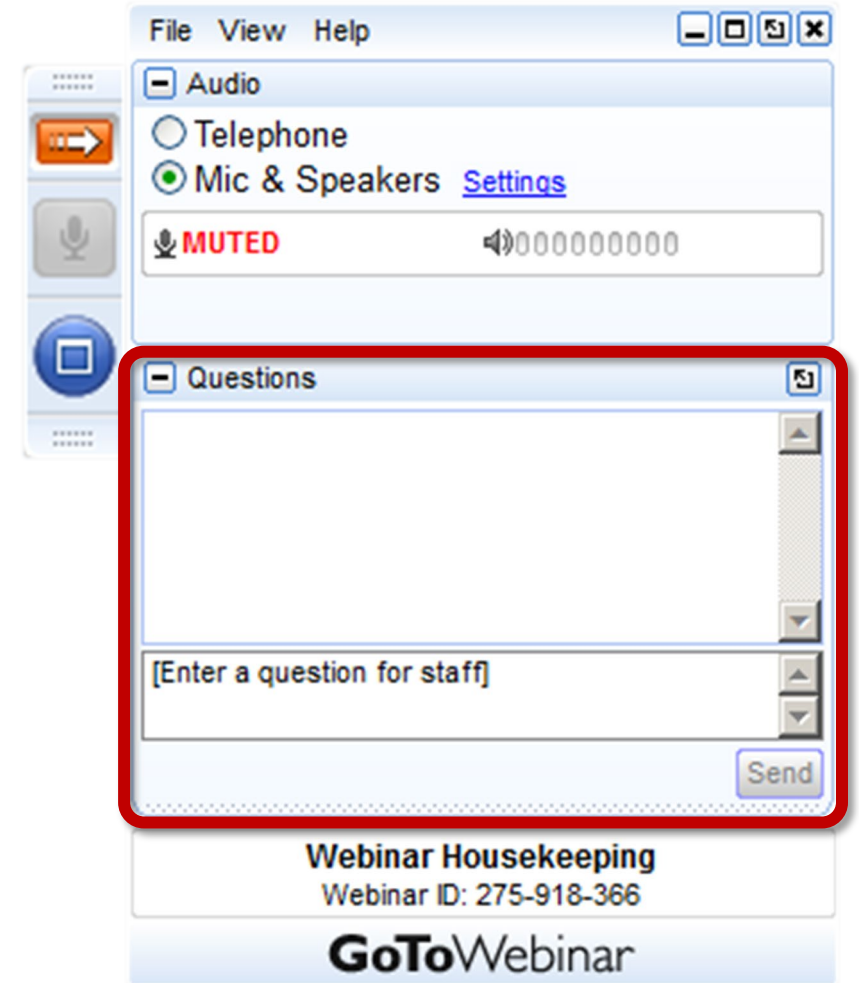 File View Help
Audio
Telephone
Mic & Speakers Settings
MUTED
Questions
[Enter a question for staff]
Send
Webinar Housekeeping
Webinar ID: 275-918-366
GoToWebinar